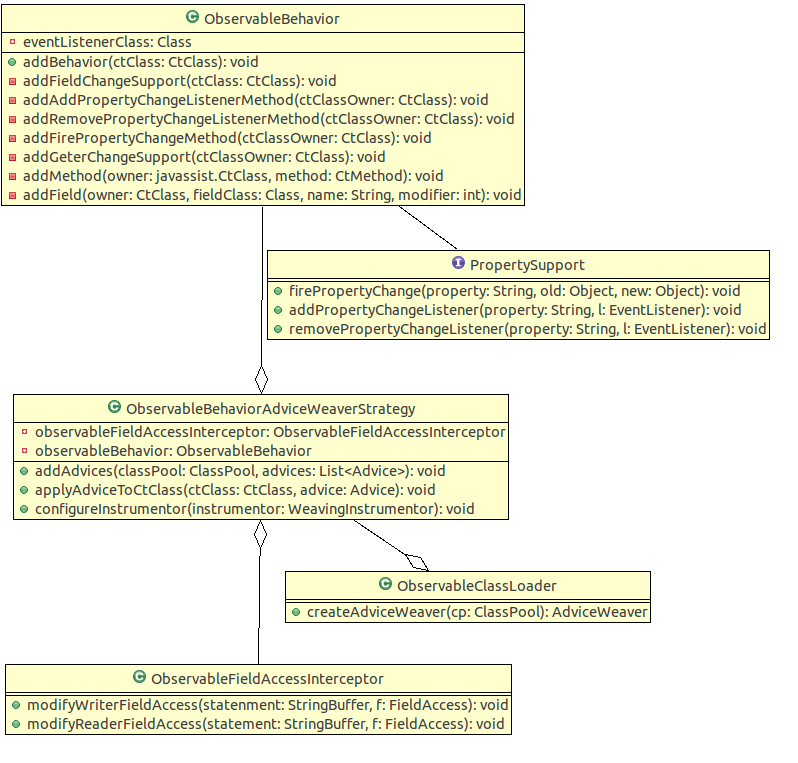 C ObservableBehavior
eventListenerClass: Class
addBehavior(ctClass: CtClass): void
addFieldChangeSupport(ctClass: CtClass): void
addAddPropertyChangeListenerMethod(ctClassOwner: CtClass): void
addRemovePropertyChangeListenerMethod(ctClassOwner: CtClass): void
addFirePropertyChangeMethod(ctClassOwner: CtClass): void
addGeterChangeSupport(ctClassOwner: CtClass): void
addMethod(owner: javassist.CtClass, method: CtMethod): void
addField(owner: CtClass, fieldClass: Class, name: String, modifier: int): void
I PropertySupport
firePropertyChange(property: String, old: Object, new: Object): void
addPropertyChangeListener(property: String, l: EventListener): void
removePropertyChangeListener(property: String, l: EventListener): void
C ObservableBehaviorAdviceWeaverStrategy
observableFieldAccessInterceptor: ObservableFieldAccessInterceptor
observableBehavior: ObservableBehavior
addAdvices(classPool: ClassPool, advices: List<Advice>): void
applyAdviceToCtClass(ctClass: CtClass, advice: Advice): void
configureInstrumentor(instrumentor: WeavingInstrumentor): void
C ObservableClassLoader
createAdviceWeaver(cp: ClassPool): AdviceWeaver
C ObservableFieldAccessInterceptor
modifyWriterFieldAccess(statenment: StringBuffer, f: FieldAccess): void
modifyReaderFieldAccess(statement: StringBuffer, f: FieldAccess): void